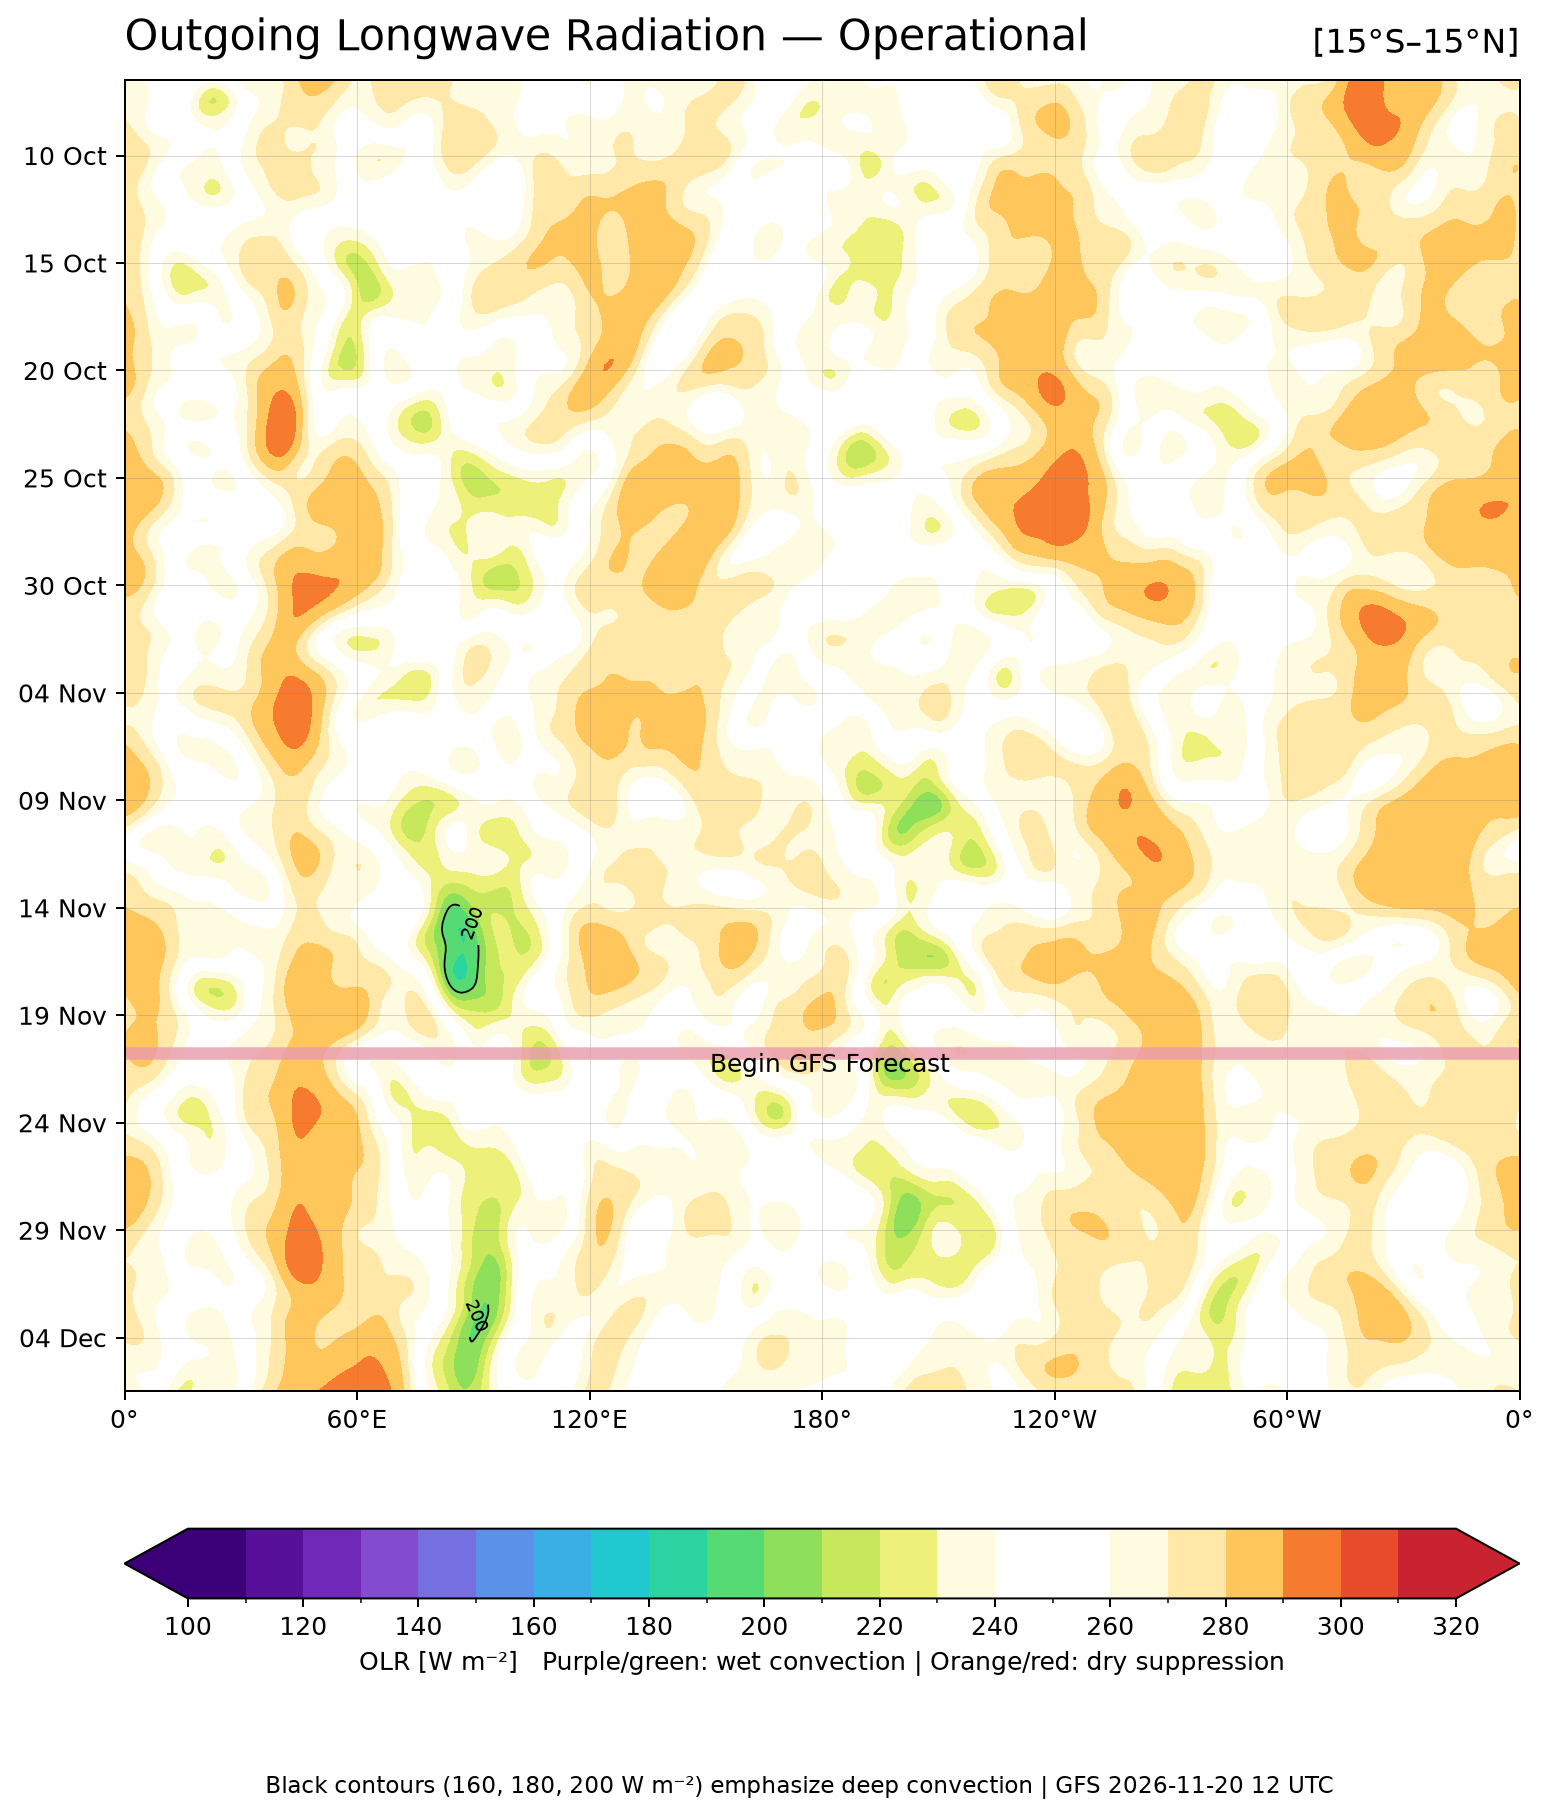 Outgoing Longwave Radiation — Operational
[15°S–15°N]
10 Oct
15 Oct
20 Oct
25 Oct
30 Oct
04 Nov
09 Nov
14 Nov
200
19 Nov
Begin GFS Forecast
24 Nov
29 Nov
200
04 Dec
0° 60°E 120°E 180° 120°W 60°W 0°
100 120 140 160 180 200 220 240 260 280 300 320
OLR [W m⁻²]   Purple/green: wet convection | Orange/red: dry suppression
Black contours (160, 180, 200 W m⁻²) emphasize deep convection | GFS 2026-11-20 12 UTC